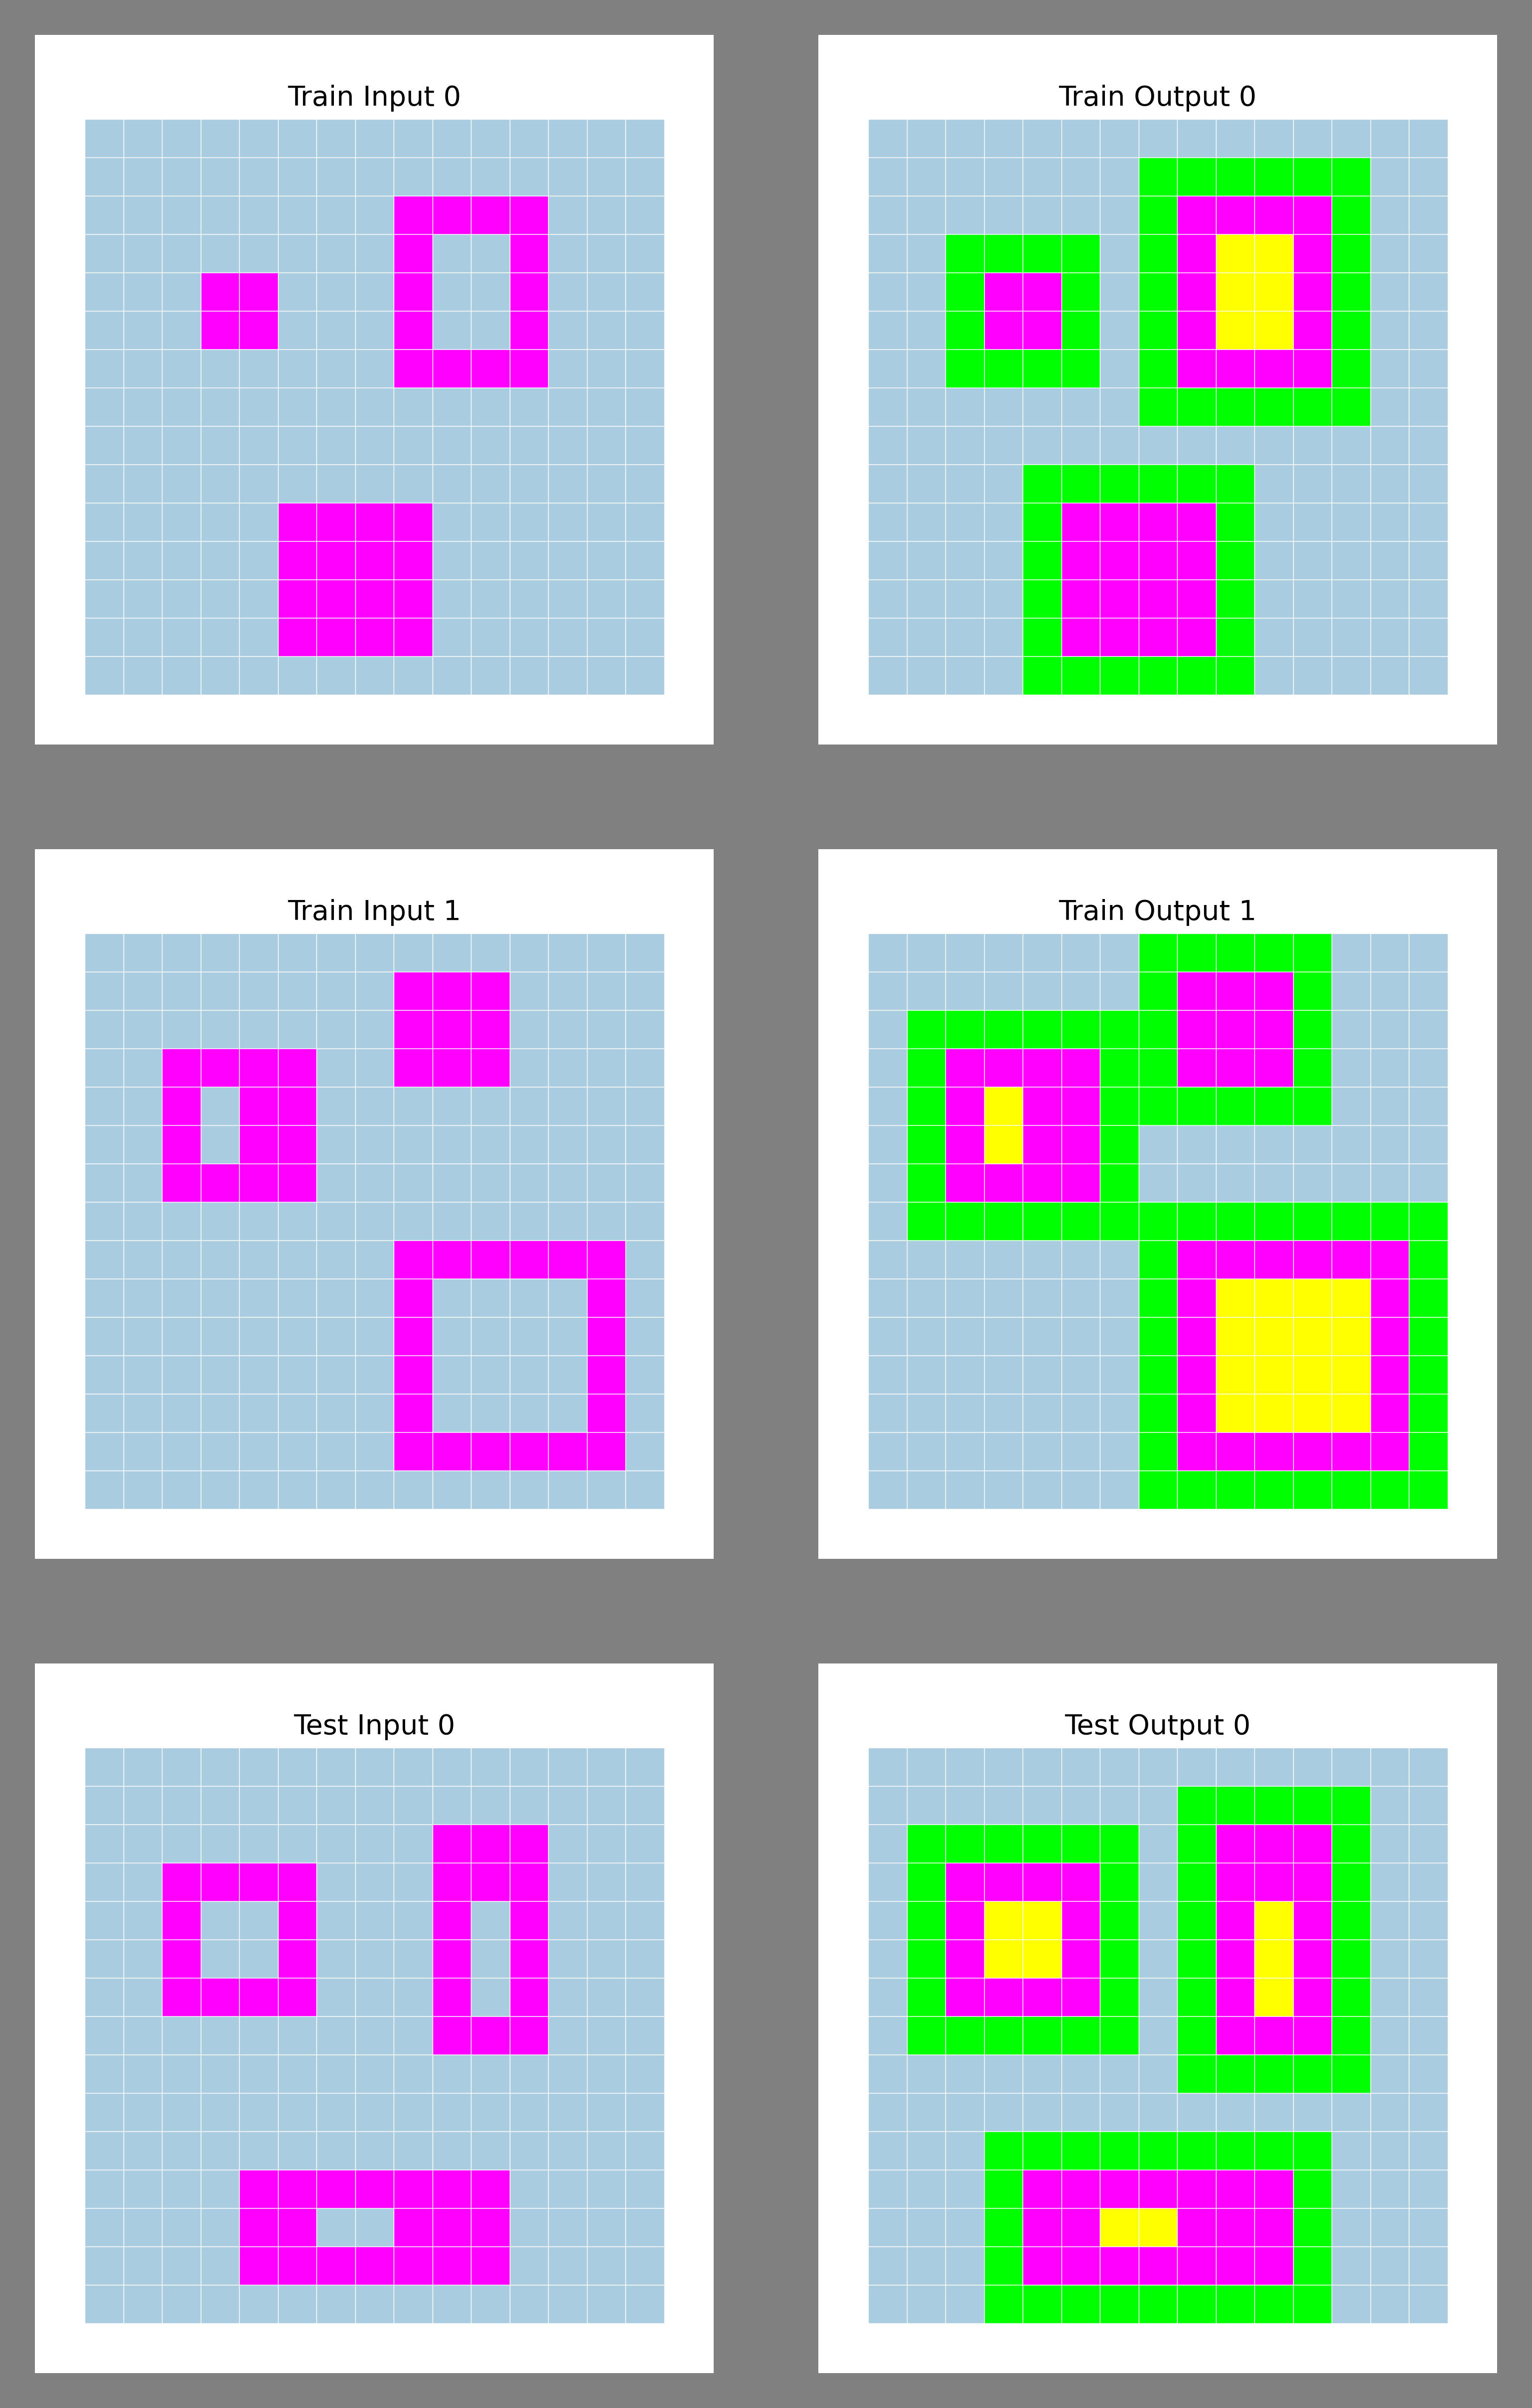 Train Input 0
Train Output 0
Train Input 1
Train Output 1
Test Input 0
Test Output 0